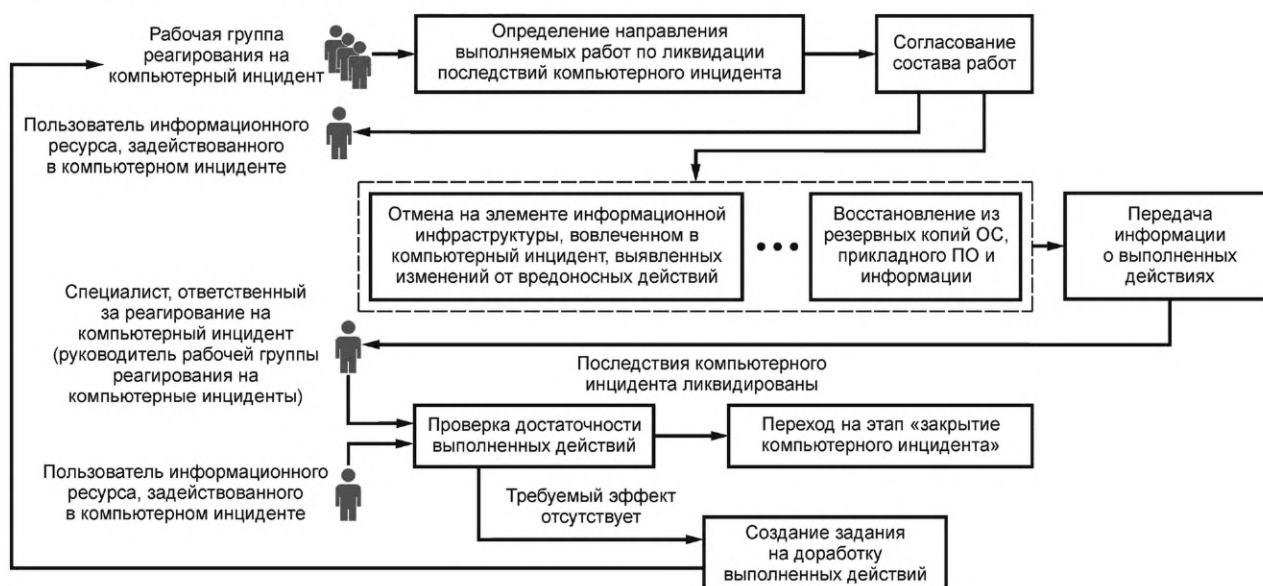 Рабочая группа
реагирования на
компьютерный инцидент
Определение направления
выполняемых работ по ликвидации
последствий компьютерного инцидента
Согласование
состава работ
Пользователь информационного
ресурса, задействованного
в компьютерном инциденте
Отмена на элементе информационной
инфраструктуры, вовлеченном в
компьютерный инцидент, выявленных
изменений от вредоносных действий
Восстановление из
резервных копий ОС,
прикладного ПО и
информации
Передача
информации
о выполненных
действиях
Специалист, ответственный
за реагирование на
компьютерный инцидент
(руководитель рабочей группы
реагирования на
компьютерные инциденты)
Последствия компьютерного
инцидента ликвидированы
Проверка достаточности
выполненных действий
Переход на этап «закрытие
компьютерного инцидента»
Пользователь информационного
ресурса, задействованного
в компьютерном инциденте
Требуемый эффект
отсутствует
Создание задания
на доработку
выполненных действий